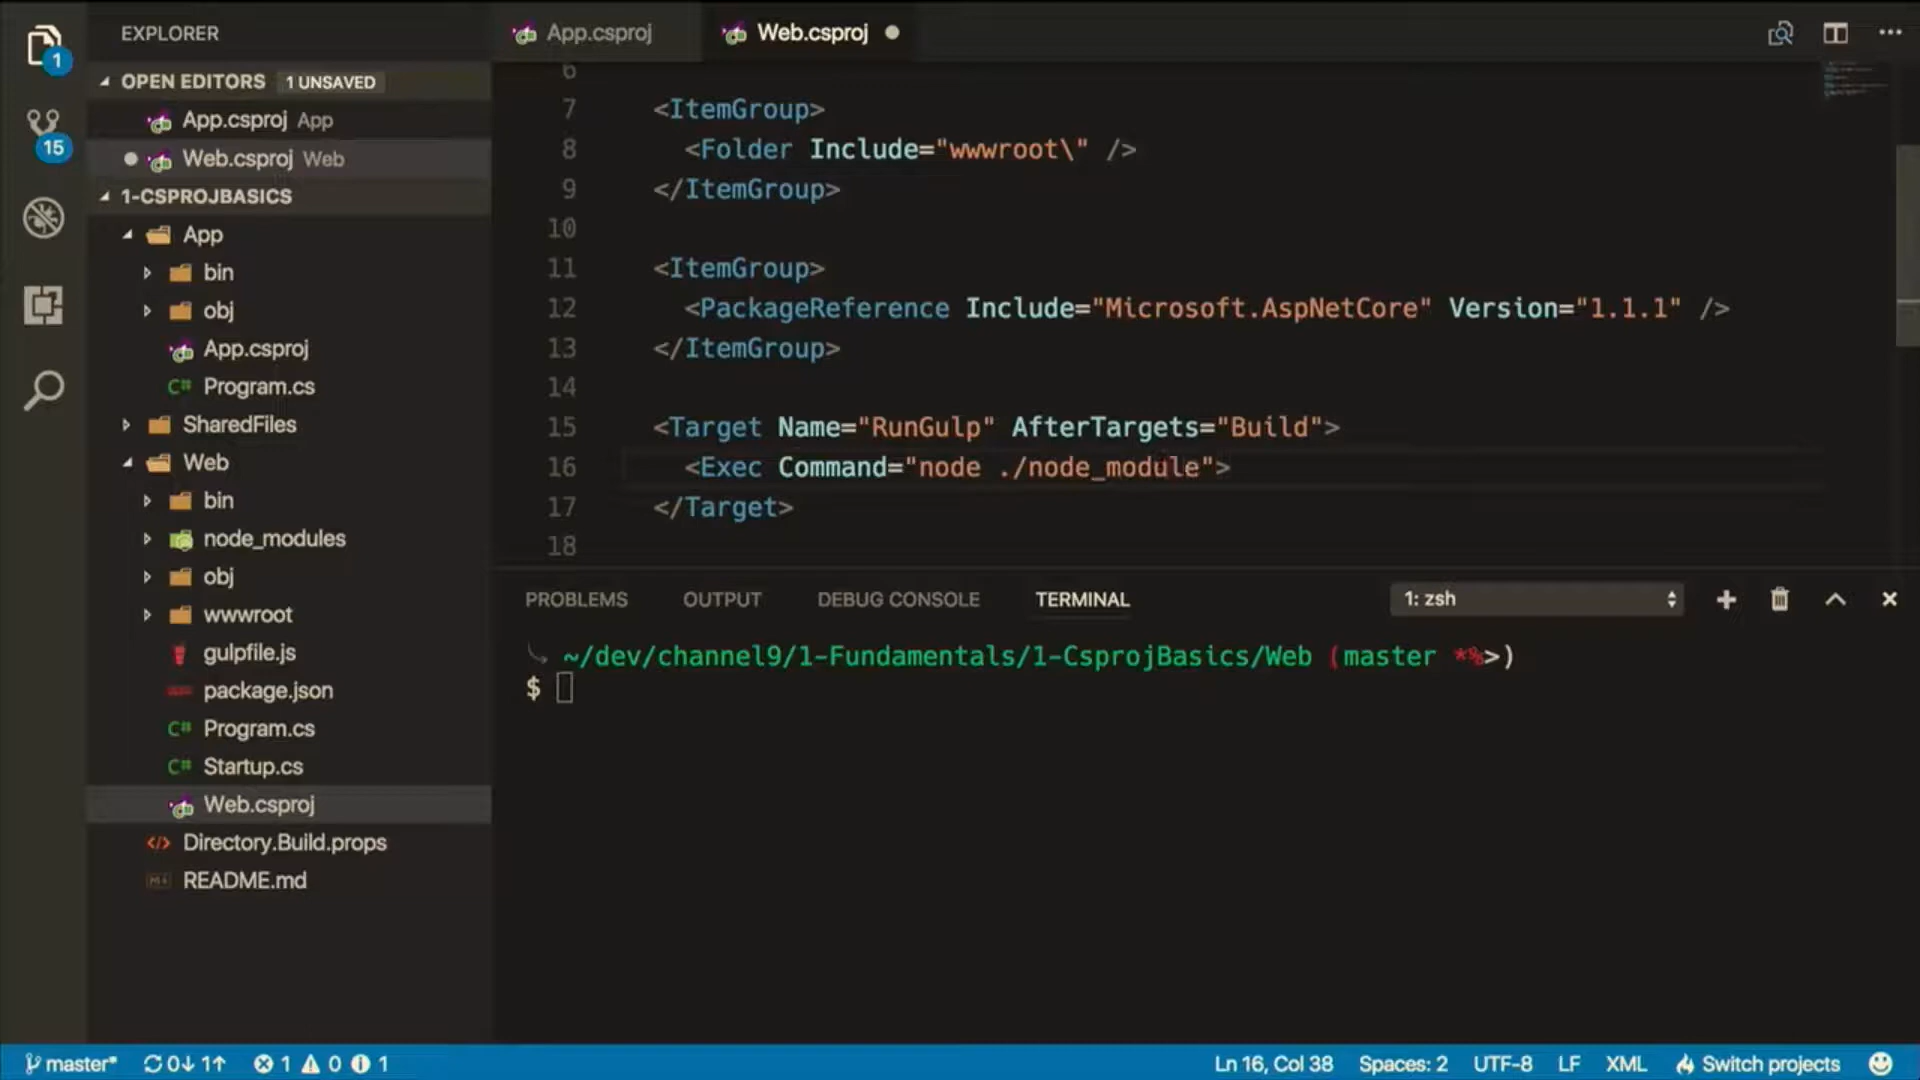 EXPLORER
OPEN EDITORS 1 UNSAVED
App.csproj App
Web.csproj Web
1-CSPROJBASICS
App
bin
obj
App.csproj
C# Program.cs
SharedFiles
Web
bin
node_modules
obj
wwwroot
gulpfile.js
package.json
C# Program.cs
C# Startup.cs
Web.csproj
</> Directory.Build.props
README.md
1
15
App.csproj
Web.csproj
6
7 <ItemGroup>
8 <Folder Include="wwwroot\" />
9 </ItemGroup>
10
11 <ItemGroup>
12 <PackageReference Include="Microsoft.AspNetCore" Version="1.1.1" />
13 </ItemGroup>
14
15 <Target Name="RunGulp" AfterTargets="Build">
16 <Exec Command="node ./node_module">
17 </Target>
18
PROBLEMS OUTPUT DEBUG CONSOLE TERMINAL 1: zsh
~/dev/channel9/1-Fundamentals/1-CsprojBasics/Web (master *%>)
$
master* 0↓ 1↑ 1 0 1 Ln 16, Col 38 Spaces: 2 UTF-8 LF XML Switch projects